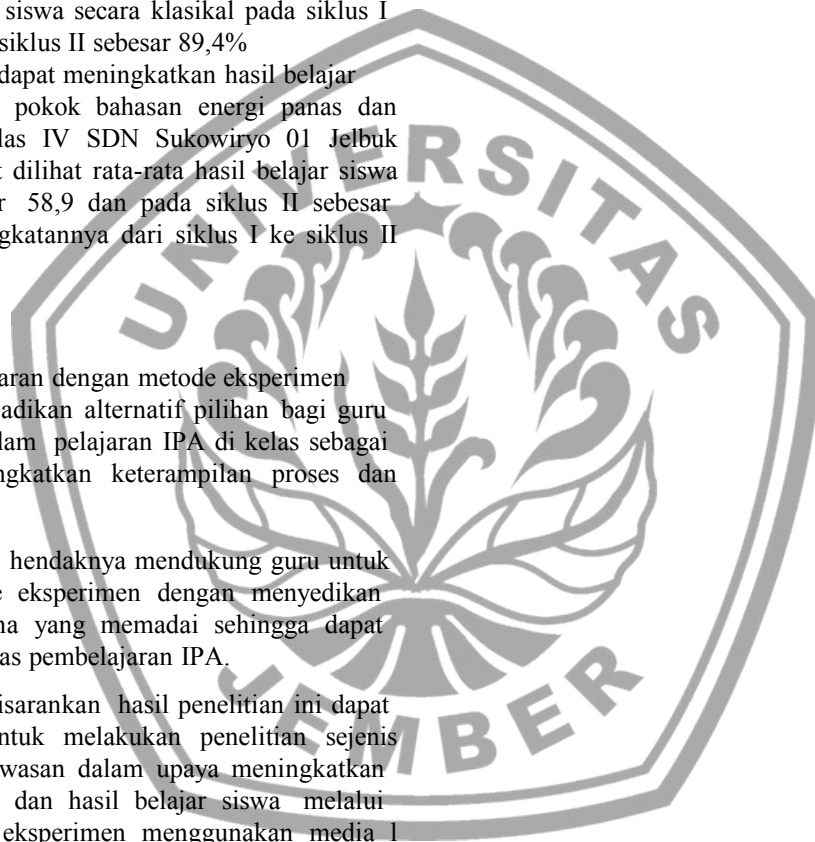 siswa secara klasikal pada siklus I
siklus II sebesar 89,4%
dapat meningkatkan hasil belajar
pokok bahasan energi panas dan
las IV SDN Sukowiryo 01 Jelbuk
dilihat rata-rata hasil belajar siswa
58,9 dan pada siklus II sebesar
gkatannya dari siklus I ke siklus II
aran dengan metode eksperimen
adikan alternatif pilihan bagi guru
lam pelajaran IPA di kelas sebagai
ngkatkan keterampilan proses dan
hendaknya mendukung guru untuk
eksperimen dengan menyedikan
na yang memadai sehingga dapat
as pembelajaran IPA.
isarankan hasil penelitian ini dapat
ntuk melakukan penelitian sejenis
wasan dalam upaya meningkatkan
dan hasil belajar siswa melalui
eksperimen menggunakan media l
UNIVERSITAS
JEMBER